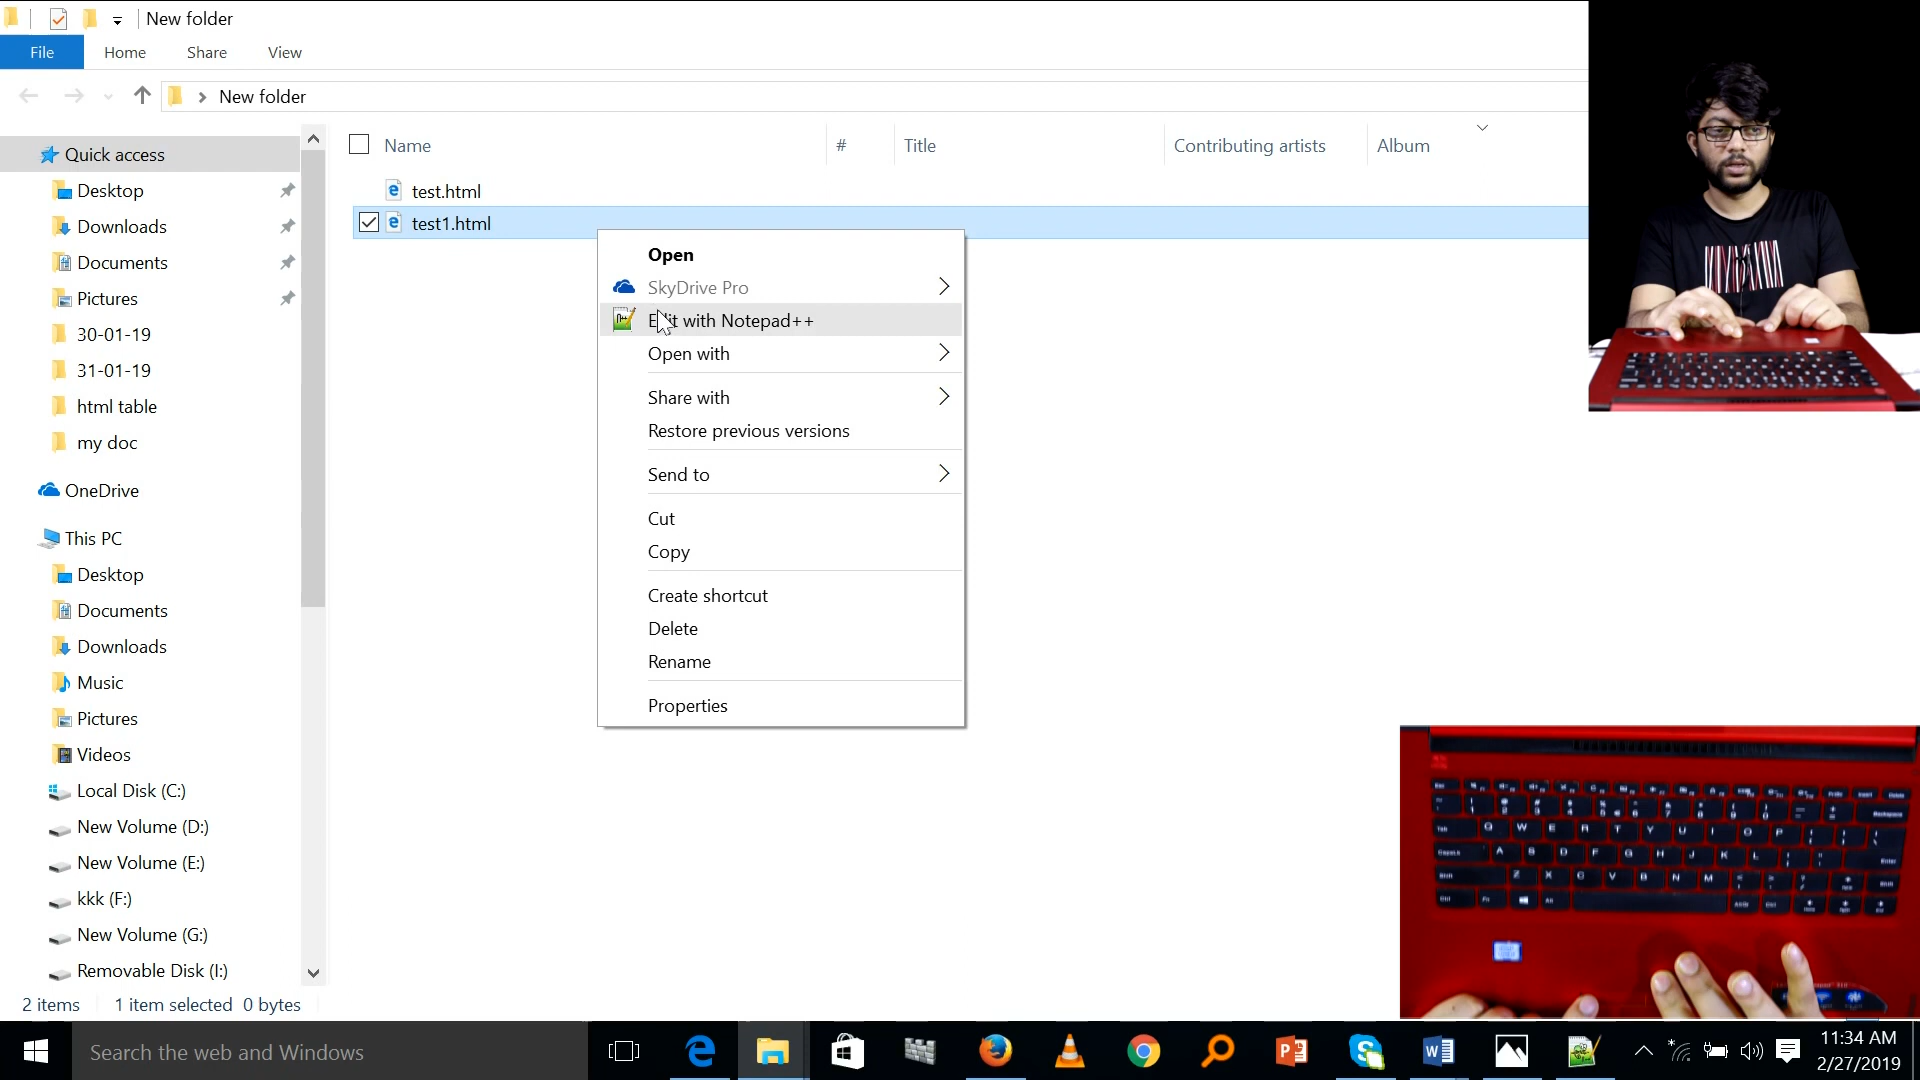 New folder
File Home Share View
New folder
Name # Title Contributing artists Album
Quick access
Desktop
Downloads
Documents
Pictures
30-01-19
31-01-19
html table
my doc
OneDrive
This PC
Desktop
Documents
Downloads
Music
Pictures
Videos
Local Disk (C:)
New Volume (D:)
New Volume (E:)
kkk (F:)
New Volume (G:)
Removable Disk (I:)
test.html
test1.html
Open
SkyDrive Pro
Edit with Notepad++
Open with
Share with
Restore previous versions
Send to
Cut
Copy
Create shortcut
Delete
Rename
Properties
2 items 1 item selected 0 bytes
Search the web and Windows
11:34 AM
2/27/2019
Q W E R T Y U I O P
A S D F G H J K L
Z X C V B N M